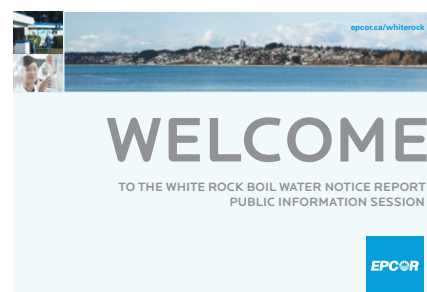 epcor.ca/whiterock
WELCOME
TO THE WHITE ROCK BOIL WATER NOTICE REPORT
PUBLIC INFORMATION SESSION
EPCOR